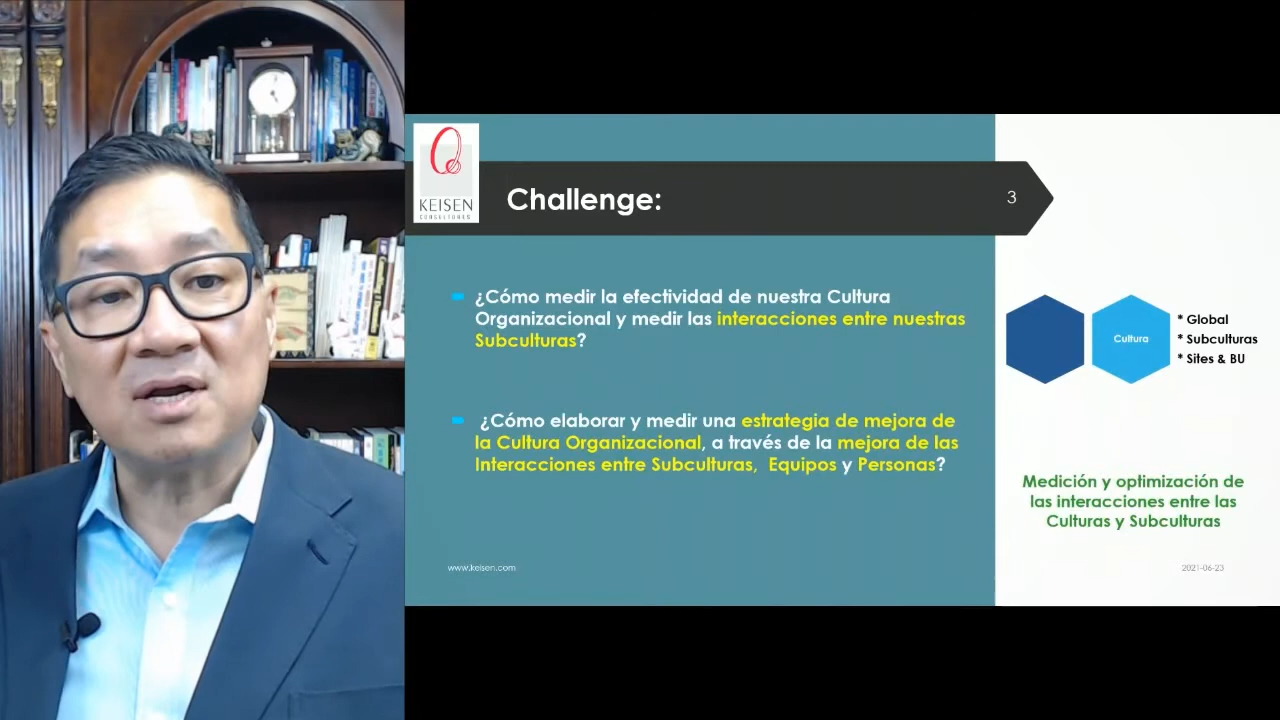 KEISEN
CONSULTORES
Challenge:
3
¿Cómo medir la efectividad de nuestra Cultura
Organizacional y medir las interacciones entre nuestras
Subculturas?
¿Cómo elaborar y medir una estrategia de mejora de
la Cultura Organizacional, a través de la mejora de las
Interacciones entre Subculturas, Equipos y Personas?
Cultura
* Global
* Subculturas
* Sites & BU
Medición y optimización de
las interacciones entre las
Culturas y Subculturas
www.keisen.com
2021-06-23